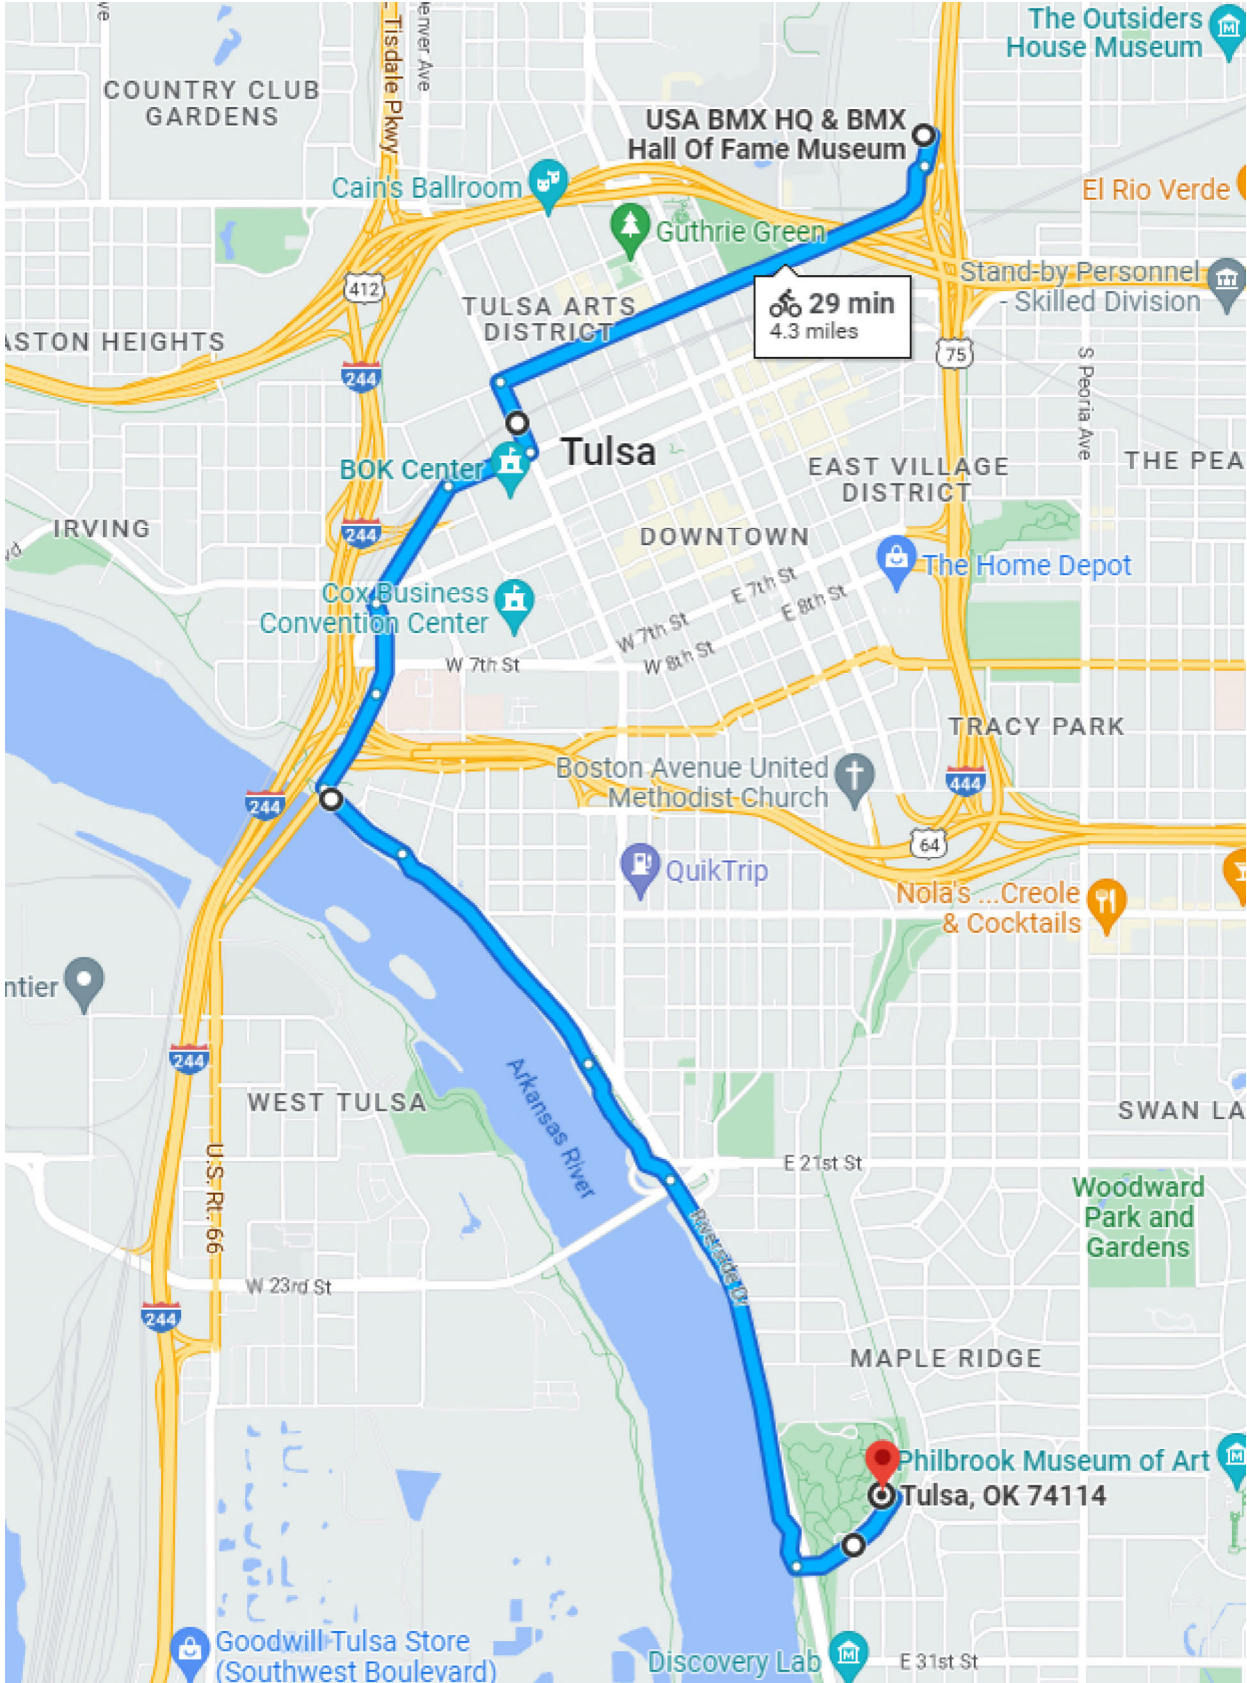 The Outsiders
House Museum
ve
L Tisdale Pkwy
enver Ave
COUNTRY CLUB
GARDENS
USA BMX HQ & BMX
Hall Of Fame Museum
Cain's Ballroom
El Rio Verde
Guthrie Green
412
Stand-by Personnel
- Skilled Division
TULSA ARTS
DISTRICT
29 min
4.3 miles
ASTON HEIGHTS
75
244
S Peoria Ave
Tulsa
BOK Center
EAST VILLAGE
DISTRICT
THE PEA
IRVING
244
DOWNTOWN
vd
The Home Depot
Cox Business
Convention Center
E 7th St
E 8th St
W 7th St
W 8th St
W 7th St
TRACY PARK
Boston Avenue United
Methodist Church
444
244
64
QuikTrip
Nola's ...Creole
& Cocktails
ntier
244
Arkansas River
WEST TULSA
SWAN LA
U.S. Rt. 66
E 21st St
Woodward
Park and
Gardens
Riverside Dr
W 23rd St
244
MAPLE RIDGE
Philbrook Museum of Art
Tulsa, OK 74114
Goodwill Tulsa Store
(Southwest Boulevard)
Discovery Lab
E 31st St